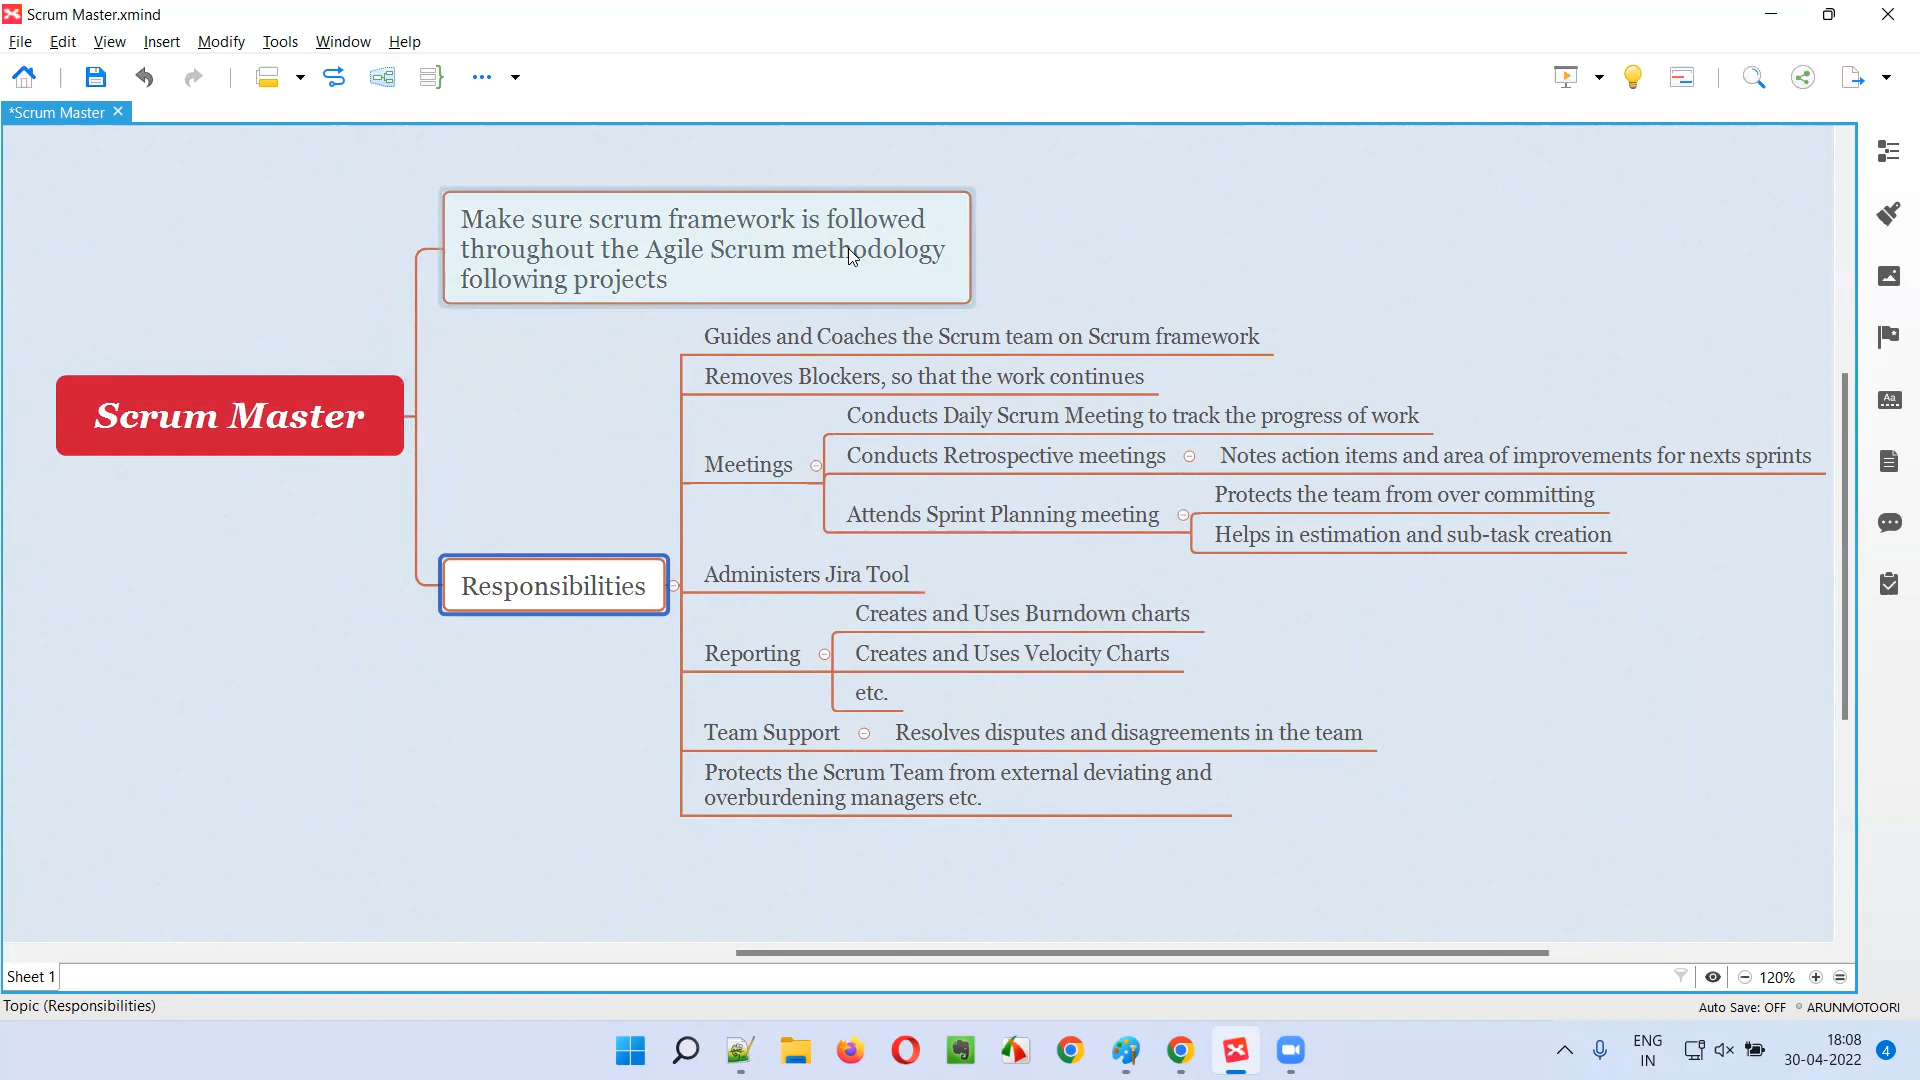 Scrum Master.xmind
File Edit View Insert Modify Tools Window Help
*Scrum Master
Make sure scrum framework is followed
throughout the Agile Scrum methodology
following projects
Guides and Coaches the Scrum team on Scrum framework
Removes Blockers, so that the work continues
Conducts Daily Scrum Meeting to track the progress of work
Scrum Master
Meetings
Conducts Retrospective meetings
Notes action items and area of improvements for nexts sprints
Attends Sprint Planning meeting
Protects the team from over committing
Helps in estimation and sub-task creation
Responsibilities
Administers Jira Tool
Reporting
Creates and Uses Burndown charts
Creates and Uses Velocity Charts
etc.
Team Support
Resolves disputes and disagreements in the team
Protects the Scrum Team from external deviating and
overburdening managers etc.
Aa
Sheet 1
120%
Topic (Responsibilities)
Auto Save: OFF
ARUNMOTOORI
ENG
IN
18:08
30-04-2022
4